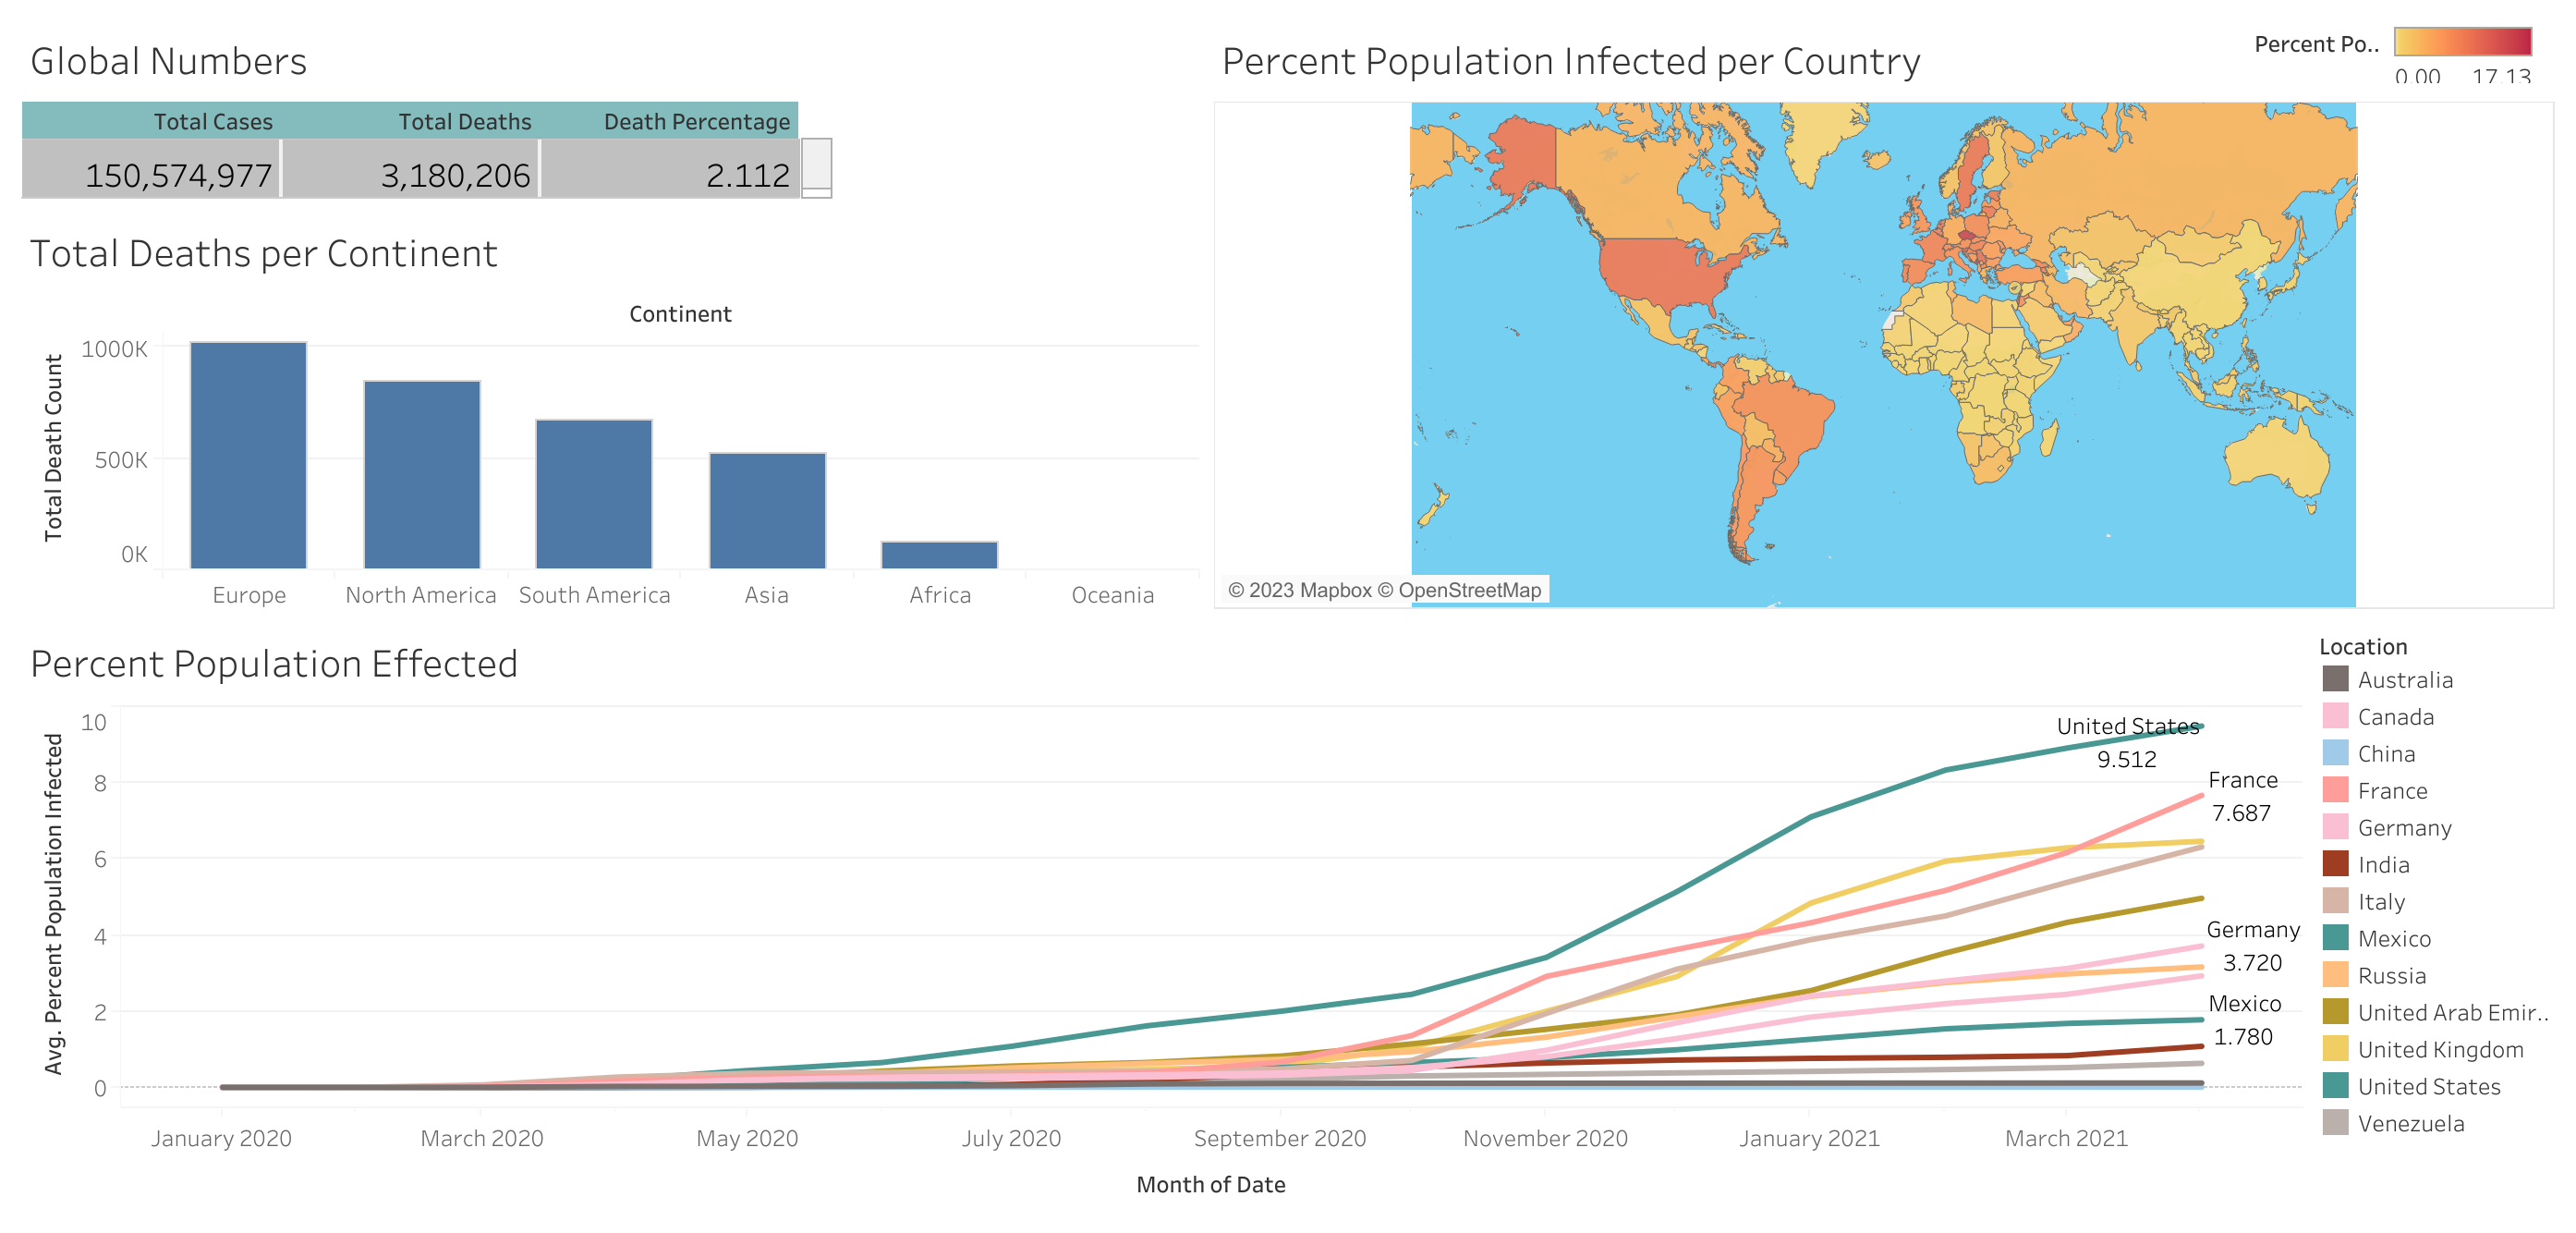 Global Numbers
Total Cases Total Deaths Death Percentage
150,574,977 3,180,206 2.112
Total Deaths per Continent
Continent
Total Death Count
1000K
500K
0K
Europe North America South America Asia Africa Oceania
Percent Population Infected per Country
Percent Po..
0.00 17.13
© 2023 Mapbox © OpenStreetMap
Percent Population Effected
Avg. Percent Population Infected
10
8
6
4
2
0
United States
9.512
France
7.687
Germany
3.720
Mexico
1.780
January 2020 March 2020 May 2020 July 2020 September 2020 November 2020 January 2021 March 2021
Month of Date
Location
Australia
Canada
China
France
Germany
India
Italy
Mexico
Russia
United Arab Emir..
United Kingdom
United States
Venezuela